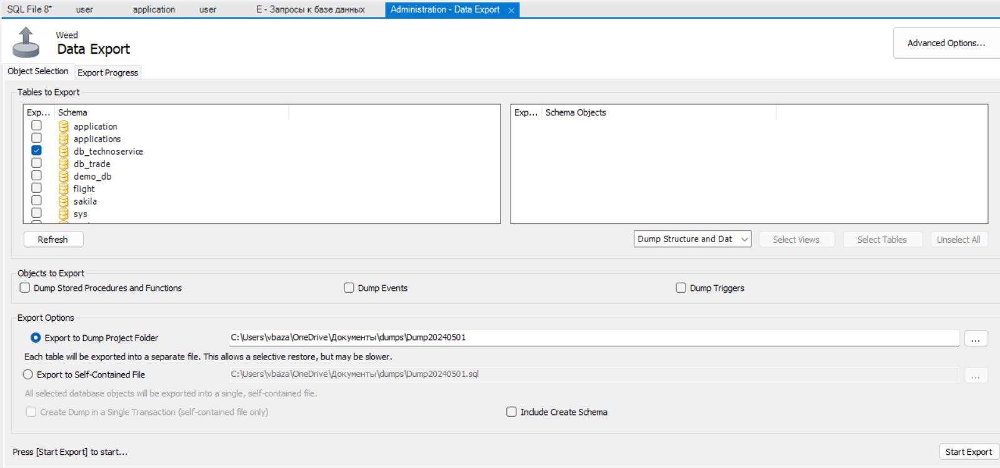 SQL File 8* user application user Е - Запросы к базе данных Administration - Data Export
Weed
Data Export
Advanced Options...
Object Selection Export Progress
Tables to Export
Exp... Schema Exp... Schema Objects
application
applications
db_technoservice
db_trade
demo_db
flight
sakila
sys
Refresh Dump Structure and Dat Select Views Select Tables Unselect All
Objects to Export
Dump Stored Procedures and Functions Dump Events Dump Triggers
Export Options
Export to Dump Project Folder C:\Users\vbaza\OneDrive\Документы\dumps\Dump20240501 ...
Each table will be exported into a separate file. This allows a selective restore, but may be slower.
Export to Self-Contained File C:\Users\vbaza\OneDrive\Документы\dumps\Dump20240501.sql ...
All selected database objects will be exported into a single, self-contained file.
Create Dump in a Single Transaction (self-contained file only) Include Create Schema
Press [Start Export] to start... Start Export